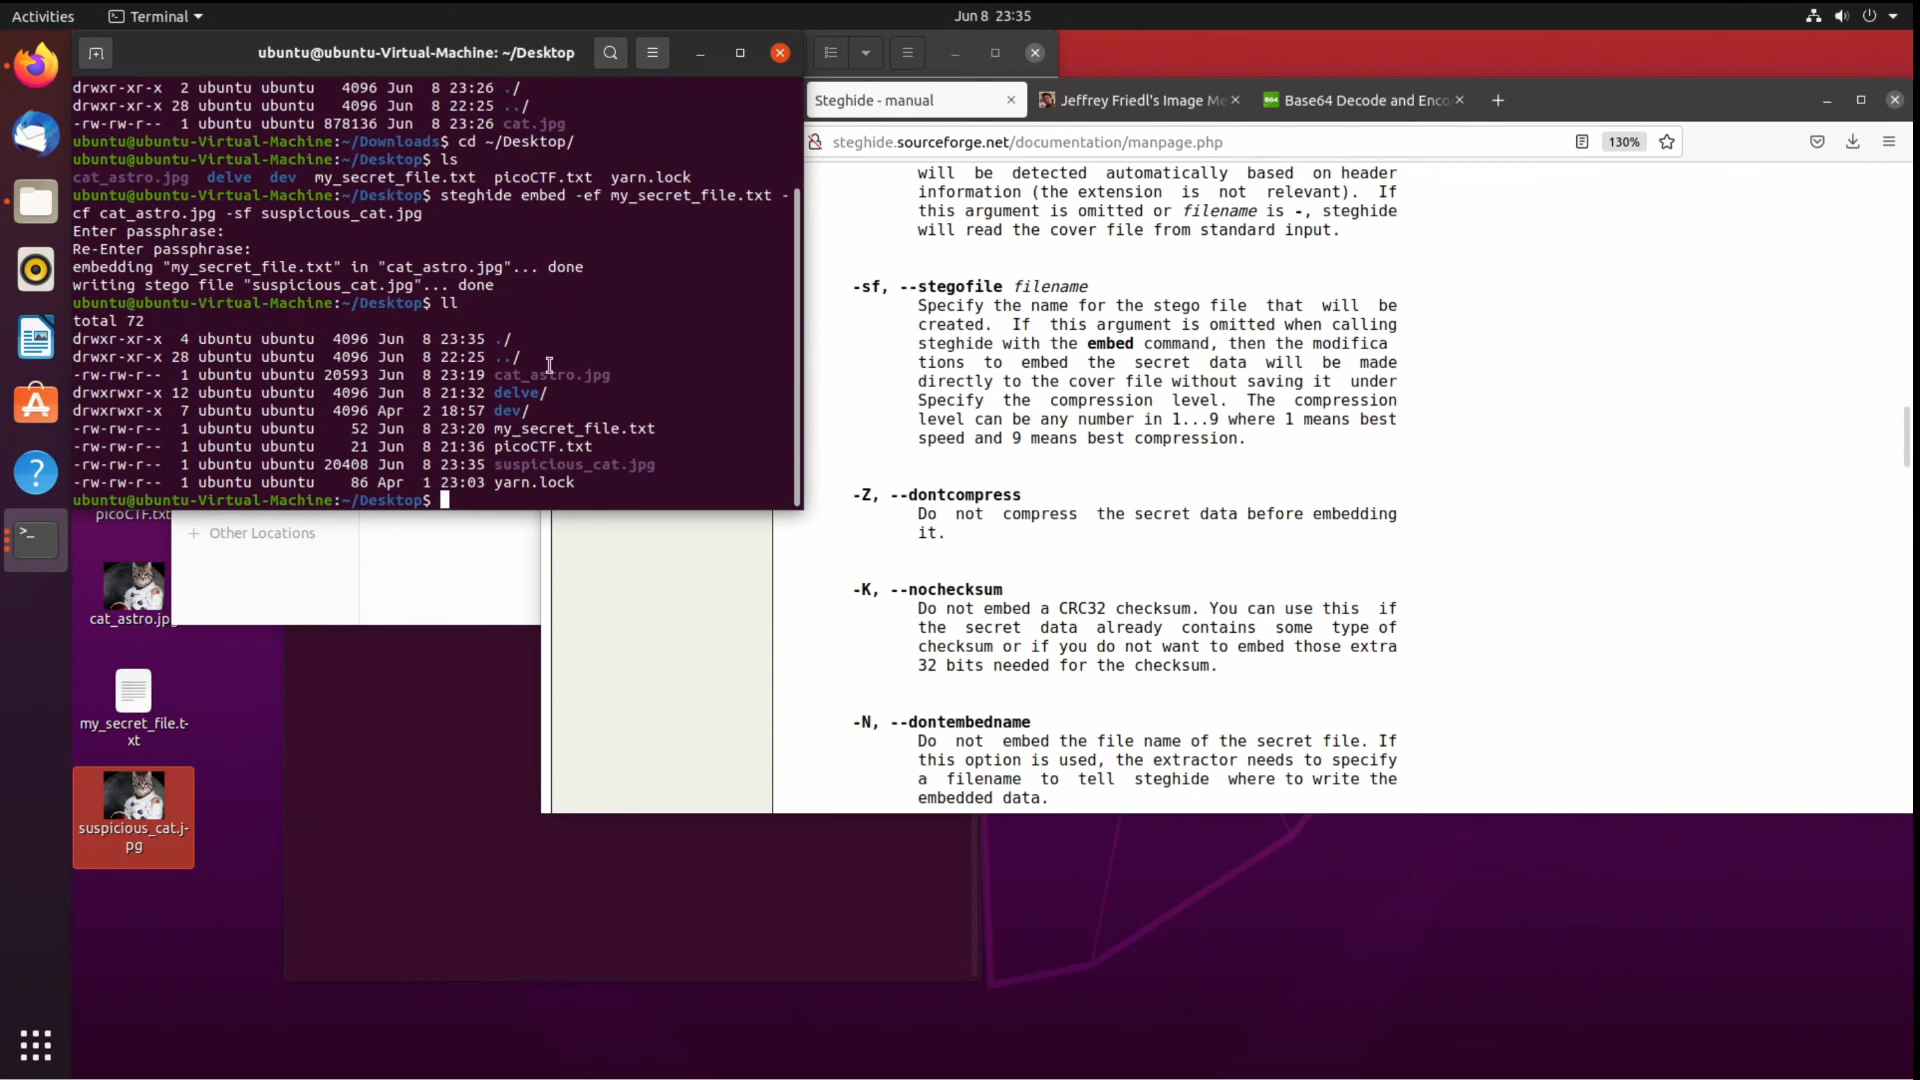 Activities
Terminal
Jun 8 23:35
ubuntu@ubuntu-Virtual-Machine: ~/Desktop
drwxr-xr-x 2 ubuntu ubuntu 4096 Jun 8 23:26 ./
drwxr-xr-x 28 ubuntu ubuntu 4096 Jun 8 22:25 ../
-rw-rw-r-- 1 ubuntu ubuntu 878136 Jun 8 23:26 cat.jpg
ubuntu@ubuntu-Virtual-Machine:~/Downloads$ cd ~/Desktop/
ubuntu@ubuntu-Virtual-Machine:~/Desktop$ ls
cat_astro.jpg delve dev my_secret_file.txt picoCTF.txt yarn.lock
ubuntu@ubuntu-Virtual-Machine:~/Desktop$ steghide embed -ef my_secret_file.txt -
cf cat_astro.jpg -sf suspicious_cat.jpg
Enter passphrase:
Re-Enter passphrase:
embedding "my_secret_file.txt" in "cat_astro.jpg"... done
writing stego file "suspicious_cat.jpg"... done
ubuntu@ubuntu-Virtual-Machine:~/Desktop$ ll
total 72
drwxr-xr-x 4 ubuntu ubuntu 4096 Jun 8 23:35 ./
drwxr-xr-x 28 ubuntu ubuntu 4096 Jun 8 22:25 ../
-rw-rw-r-- 1 ubuntu ubuntu 20593 Jun 8 23:19 cat_astro.jpg
drwxrwxr-x 12 ubuntu ubuntu 4096 Jun 8 21:32 delve/
drwxrwxr-x 7 ubuntu ubuntu 4096 Apr 2 18:57 dev/
-rw-rw-r-- 1 ubuntu ubuntu 52 Jun 8 23:20 my_secret_file.txt
-rw-rw-r-- 1 ubuntu ubuntu 21 Jun 8 21:36 picoCTF.txt
-rw-rw-r-- 1 ubuntu ubuntu 20408 Jun 8 23:35 suspicious_cat.jpg
-rw-rw-r-- 1 ubuntu ubuntu 86 Apr 1 23:03 yarn.lock
ubuntu@ubuntu-Virtual-Machine:~/Desktop$
picoCTF.txt
+ Other Locations
cat_astro.jpg
my_secret_file.t-
xt
suspicious_cat.j-
pg
Steghide - manual
Jeffrey Friedl's Image Me
Base64 Decode and Enco
steghide.sourceforge.net/documentation/manpage.php
130%
will be detected automatically based on header
information (the extension is not relevant). If
this argument is omitted or filename is -, steghide
will read the cover file from standard input.
-sf, --stegofile filename
Specify the name for the stego file that will be
created. If this argument is omitted when calling
steghide with the embed command, then the modifica
tions to embed the secret data will be made
directly to the cover file without saving it under
Specify the compression level. The compression
level can be any number in 1...9 where 1 means best
speed and 9 means best compression.
-Z, --dontcompress
Do not compress the secret data before embedding
it.
-K, --nochecksum
Do not embed a CRC32 checksum. You can use this if
the secret data already contains some type of
checksum or if you do not want to embed those extra
32 bits needed for the checksum.
-N, --dontembedname
Do not embed the file name of the secret file. If
this option is used, the extractor needs to specify
a filename to tell steghide where to write the
embedded data.